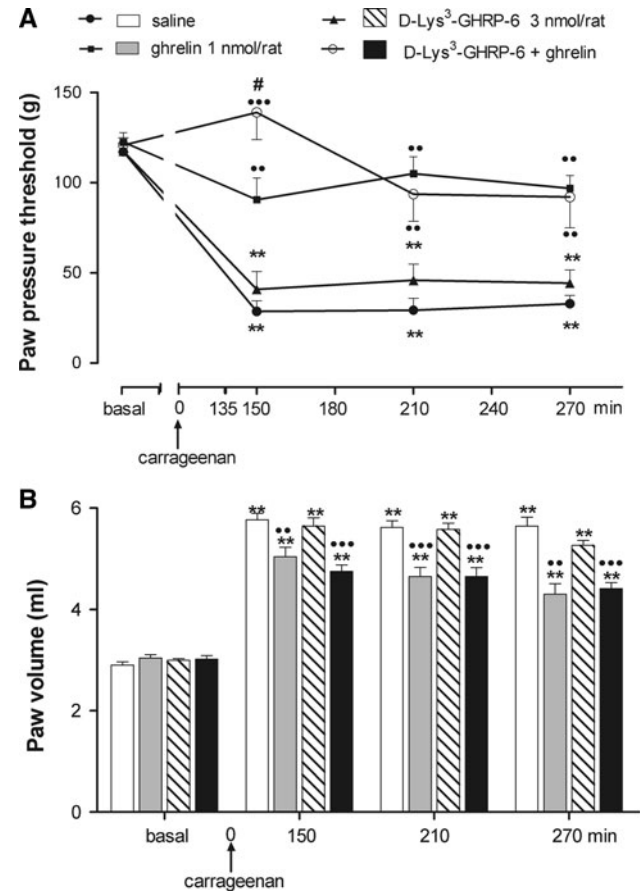 A
saline
D-Lys³-GHRP-6 3 nmol/rat
ghrelin 1 nmol/rat
D-Lys³-GHRP-6 + ghrelin
Paw pressure threshold (g)
150
100
50
0
#
•••
••
••
••
**
••
**
••
**
**
**
**
basal 0 135 150 180 210 240 270 min
carrageenan
B
Paw volume (ml)
6
4
2
0
** •• ** ** ••• **
** ••• ** ** ••• **
** •• ** ** ••• **
basal 0 150 210 270 min
carrageenan